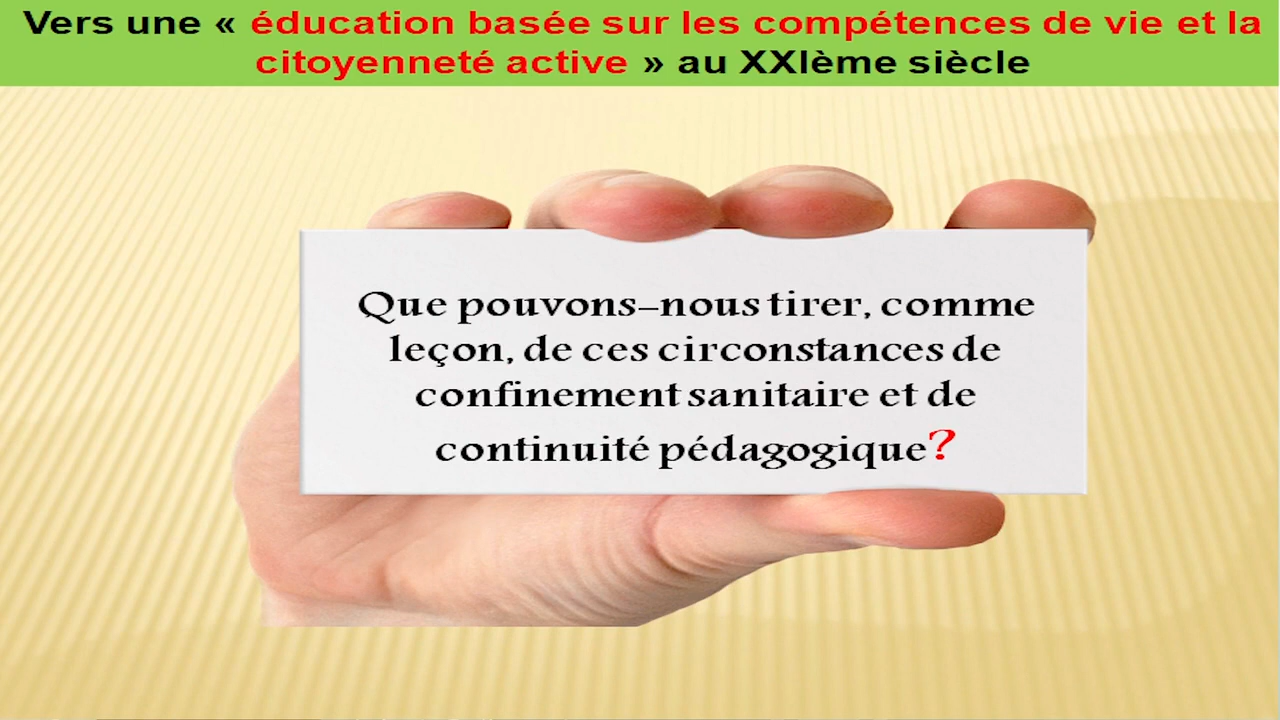 Vers une « éducation basée sur les compétences de vie et la
citoyenneté active » au XXIème siècle
Que pouvons-nous tirer, comme
leçon, de ces circonstances de
confinement sanitaire et de
continuité pédagogique?